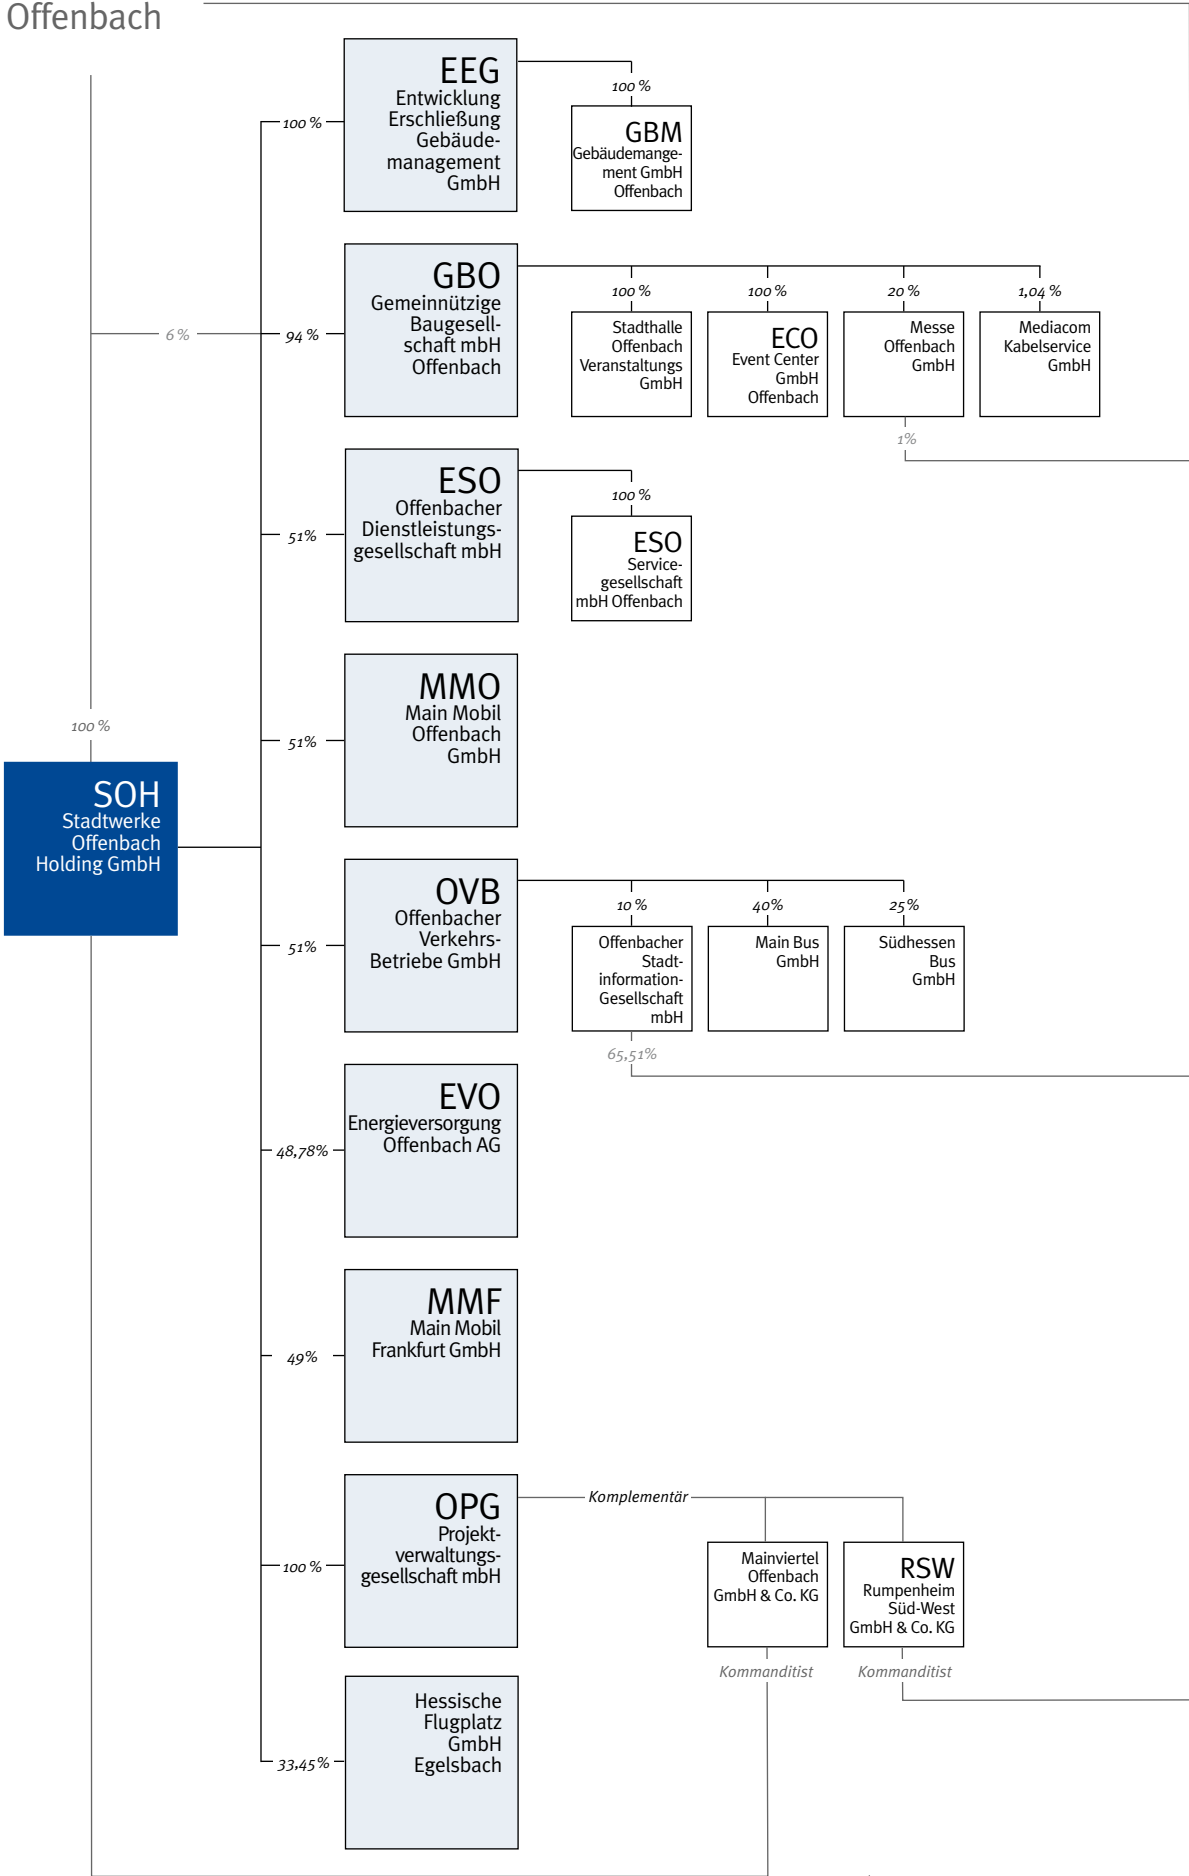 Offenbach
100 %
EEG
Entwicklung
Erschließung
Gebäude-
management
GmbH
100 %
GBM
Gebäudemange-
ment GmbH
Offenbach
6 %
94 %
GBO
Gemeinnützige
Baugesell-
schaft mbH
Offenbach
100 %
Stadthalle
Offenbach
Veranstaltungs
GmbH
100 %
ECO
Event Center
GmbH
Offenbach
20 %
Messe
Offenbach
GmbH
1%
1,04 %
Mediacom
Kabelservice
GmbH
51%
ESO
Offenbacher
Dienstleistungs-
gesellschaft mbH
100 %
ESO
Service-
gesellschaft
mbH Offenbach
51%
MMO
Main Mobil
Offenbach
GmbH
100 %
SOH
Stadtwerke
Offenbach
Holding GmbH
51%
OVB
Offenbacher
Verkehrs-
Betriebe GmbH
10 %
Offenbacher
Stadt-
information-
Gesellschaft
mbH
65,51%
40%
Main Bus
GmbH
25%
Südhessen
Bus
GmbH
48,78%
EVO
Energieversorgung
Offenbach AG
49%
MMF
Main Mobil
Frankfurt GmbH
100 %
OPG
Projekt-
verwaltungs-
gesellschaft mbH
Komplementär
Mainviertel
Offenbach
GmbH & Co. KG
Kommanditist
RSW
Rumpenheim
Süd-West
GmbH & Co. KG
Kommanditist
33,45%
Hessische
Flugplatz
GmbH
Egelsbach